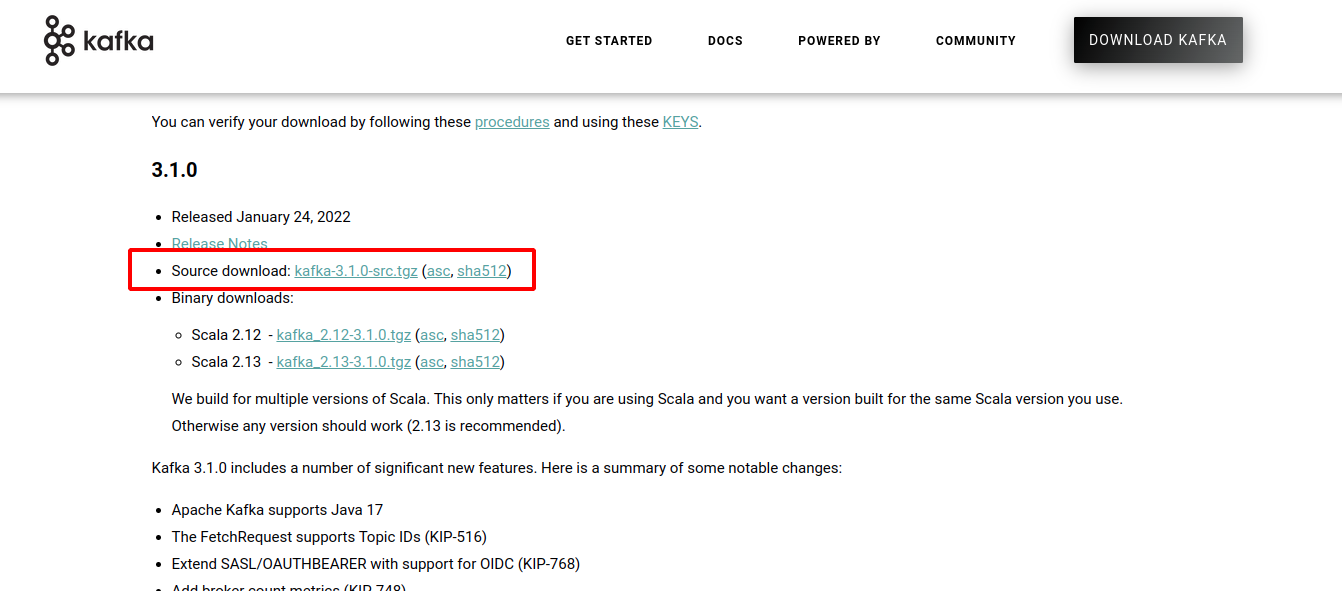 kafka
GET STARTED DOCS POWERED BY COMMUNITY DOWNLOAD KAFKA
You can verify your download by following these procedures and using these KEYS.
3.1.0
Released January 24, 2022
Release Notes
Source download: kafka-3.1.0-src.tgz (asc, sha512)
Binary downloads:
Scala 2.12 - kafka_2.12-3.1.0.tgz (asc, sha512)
Scala 2.13 - kafka_2.13-3.1.0.tgz (asc, sha512)
We build for multiple versions of Scala. This only matters if you are using Scala and you want a version built for the same Scala version you use.
Otherwise any version should work (2.13 is recommended).
Kafka 3.1.0 includes a number of significant new features. Here is a summary of some notable changes:
Apache Kafka supports Java 17
The FetchRequest supports Topic IDs (KIP-516)
Extend SASL/OAUTHBEARER with support for OIDC (KIP-768)
Add broker count metrics (KIP-748)